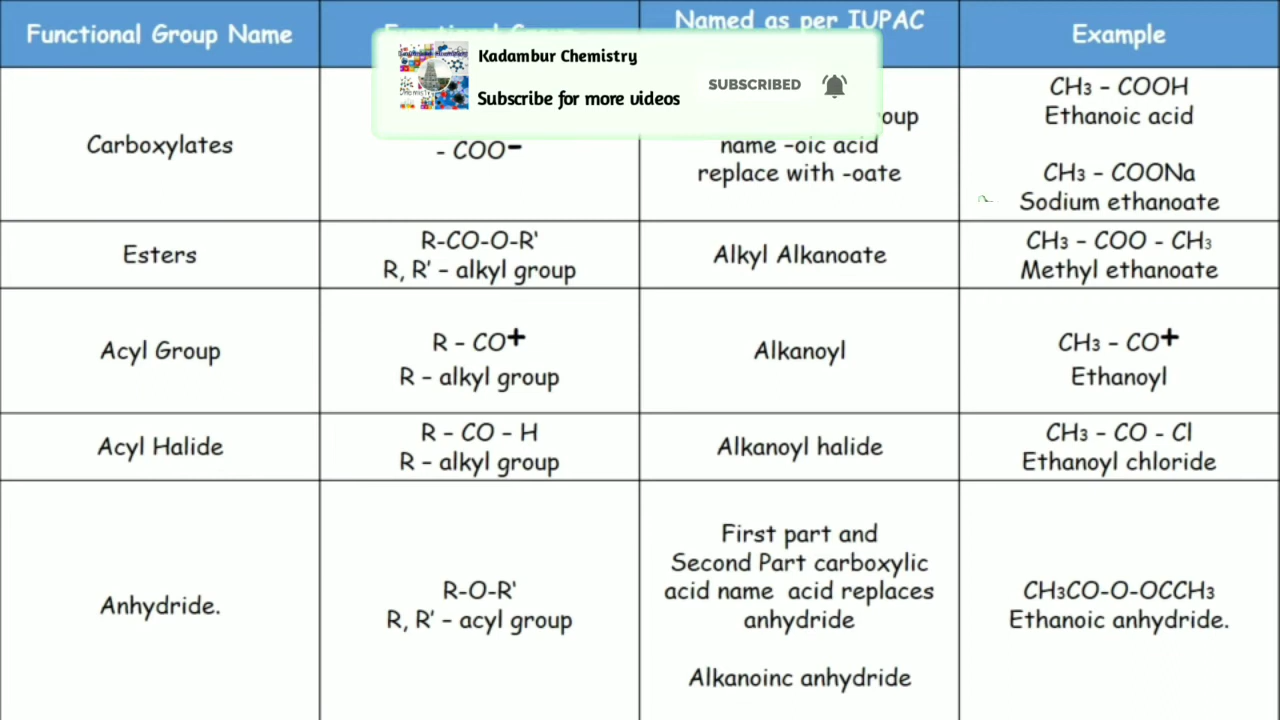 Functional Group Name
Named as per IUPAC
Example
Kadambur Chemistry
Subscribe for more videos
SUBSCRIBED
Carboxylates
- COO-
name -oic acid
replace with -oate
CH3 - COOH
Ethanoic acid
CH3 - COONa
Sodium ethanoate
Esters
R-CO-O-R'
R, R' - alkyl group
Alkyl Alkanoate
CH3 - COO - CH3
Methyl ethanoate
Acyl Group
R - CO+
R - alkyl group
Alkanoyl
CH3 - CO+
Ethanoyl
Acyl Halide
R - CO - H
R - alkyl group
Alkanoyl halide
CH3 - CO - Cl
Ethanoyl chloride
Anhydride.
R-O-R'
R, R' - acyl group
First part and
Second Part carboxylic
acid name acid replaces
anhydride
Alkanoinc anhydride
CH3CO-O-OCCH3
Ethanoic anhydride.